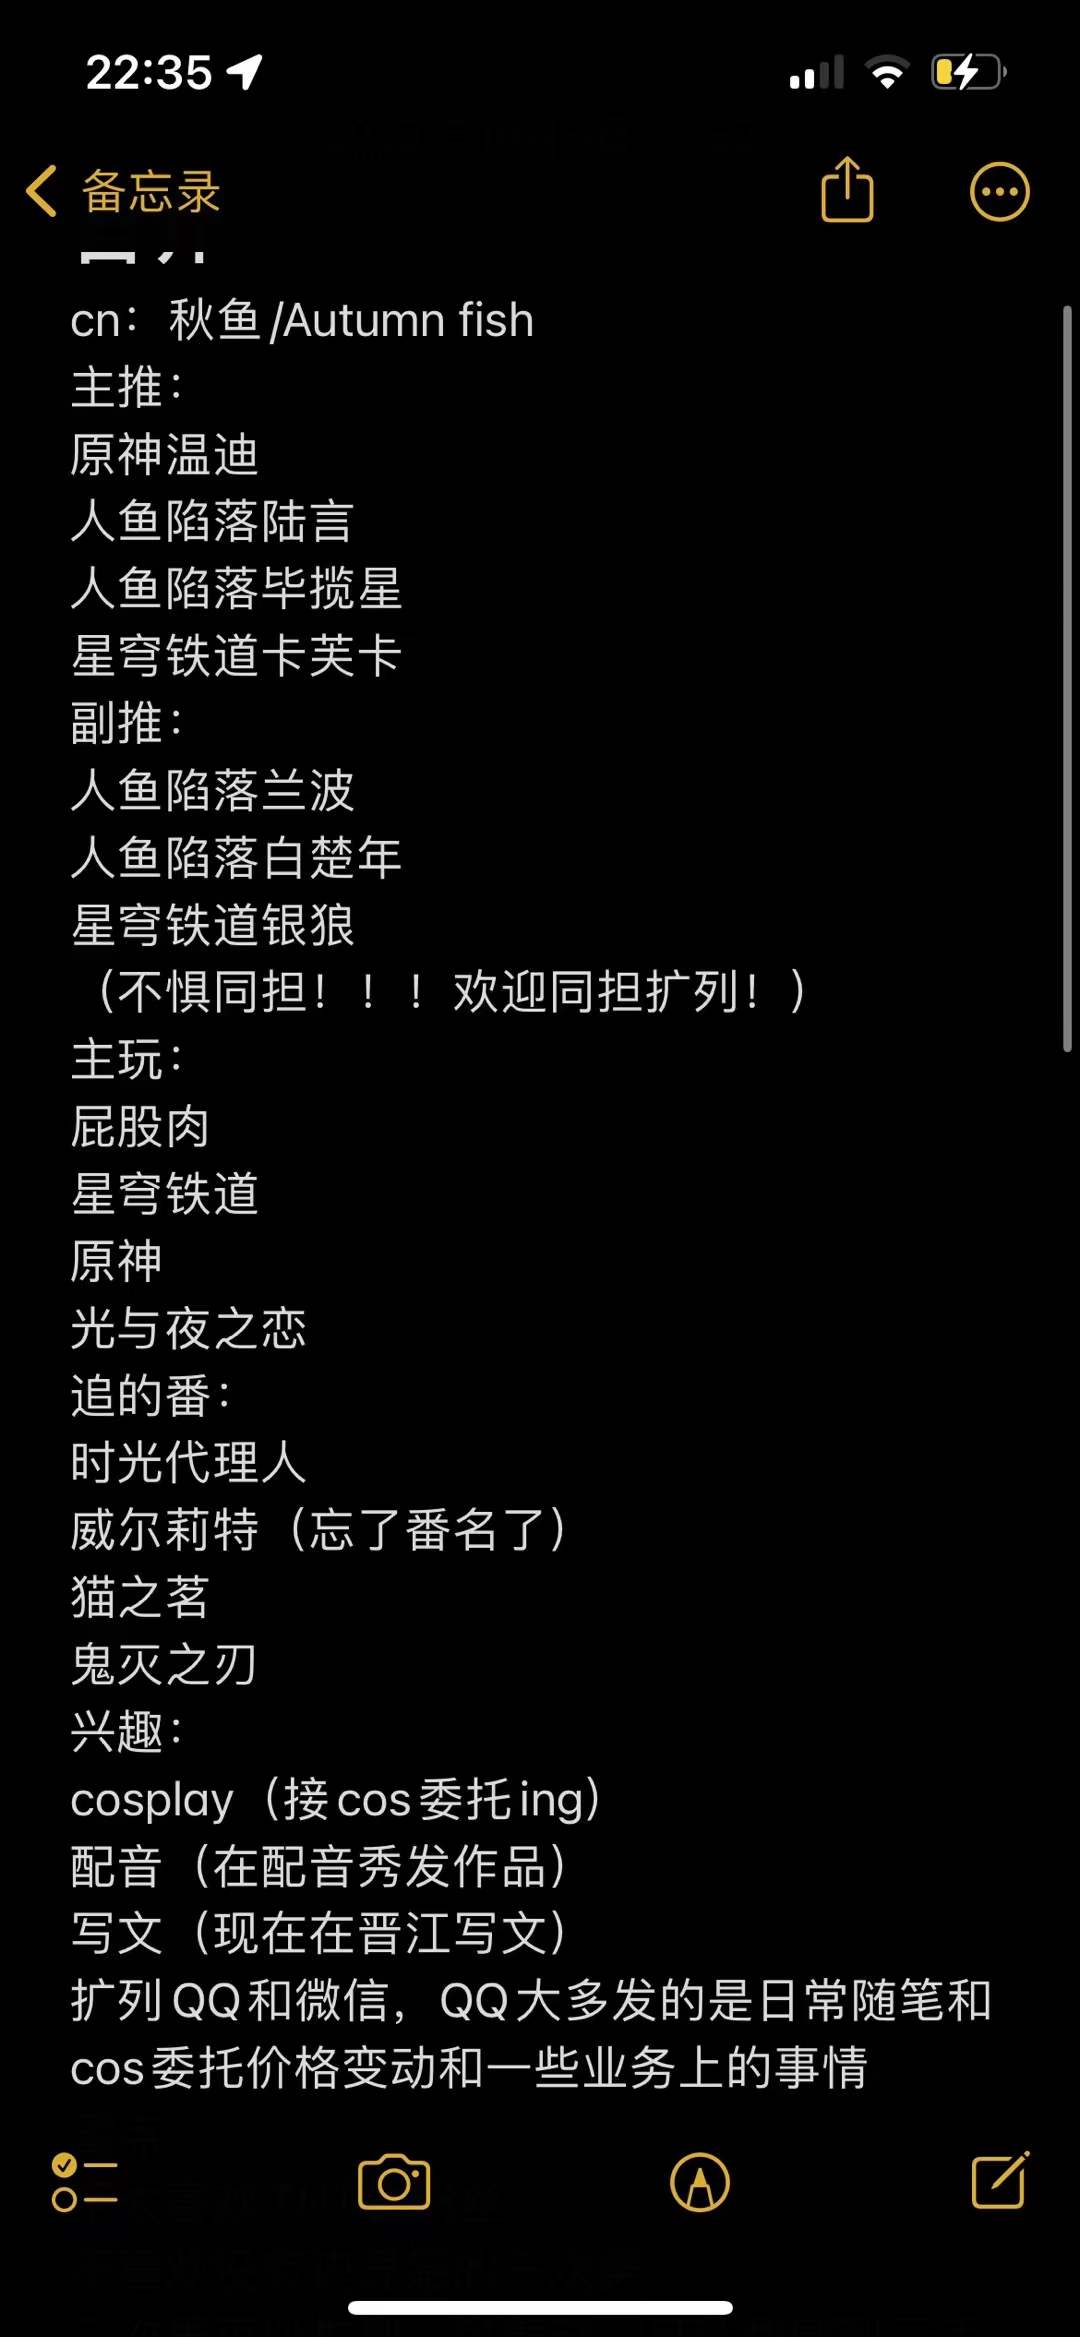 22:35
备忘录
cn：秋鱼/Autumn fish
主推：
原神温迪
人鱼陷落陆言
人鱼陷落毕揽星
星穹铁道卡芙卡
副推：
人鱼陷落兰波
人鱼陷落白楚年
星穹铁道银狼
（不惧同担！！！欢迎同担扩列！）
主玩：
屁股肉
星穹铁道
原神
光与夜之恋
追的番：
时光代理人
威尔莉特（忘了番名了）
猫之茗
鬼灭之刃
兴趣：
cosplay（接cos委托ing）
配音（在配音秀发作品）
写文（现在在晋江写文）
扩列QQ和微信，QQ大多发的是日常随笔和
cos委托价格变动和一些业务上的事情